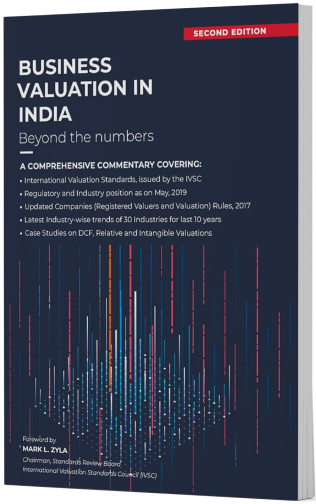 SECOND EDITION
BUSINESS
VALUATION IN
INDIA
Beyond the numbers
A COMPREHENSIVE COMMENTARY COVERING:
• International Valuation Standards, issued by the IVSC
• Regulatory and Industry position as on May, 2019
• Updated Companies (Registered Valuers and Valuation) Rules, 2017
• Latest Industry-wise trends of 30 Industries for last 10 years
• Case Studies on DCF, Relative and Intangible Valuations
Foreword by
MARK L. ZYLA
Chairman, Standards Review Board
International Valuation Standards Council (IVSC)